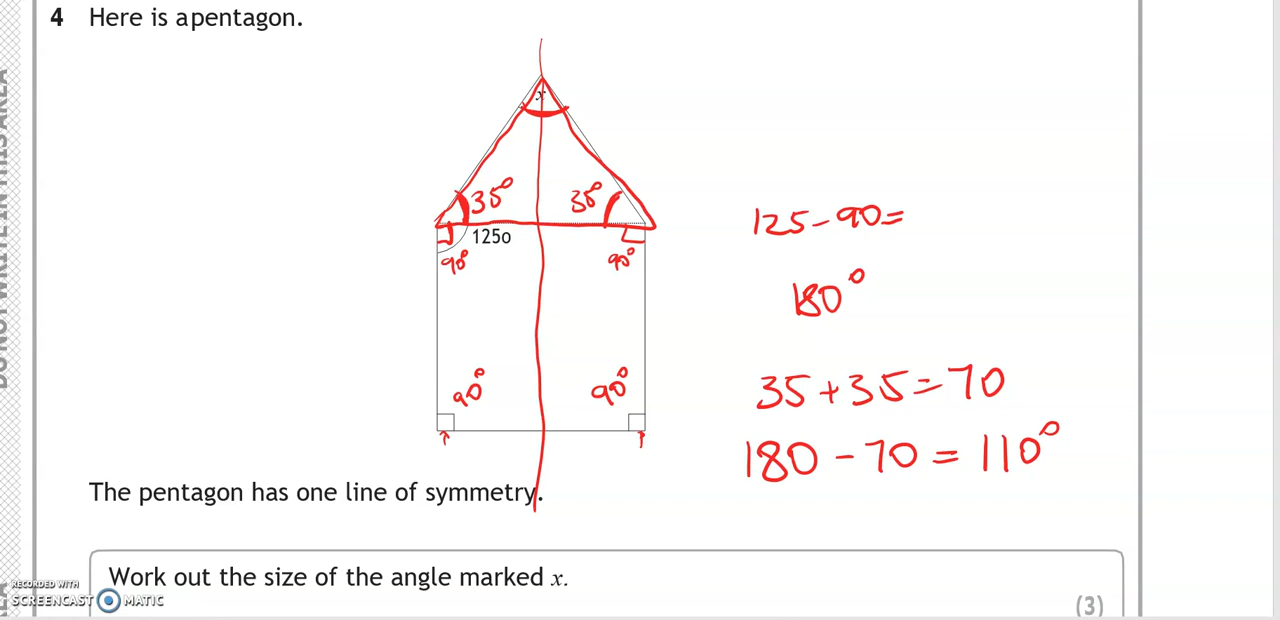 4 Here is apentagon.
x
35° 35°
125o
90° 90°
90° 90°
125-90=
180°
35+35=70
180-70=110°
The pentagon has one line of symmetry.
Work out the size of the angle marked x.
(3)
RECORDED WITH
SCREENCAST MATIC